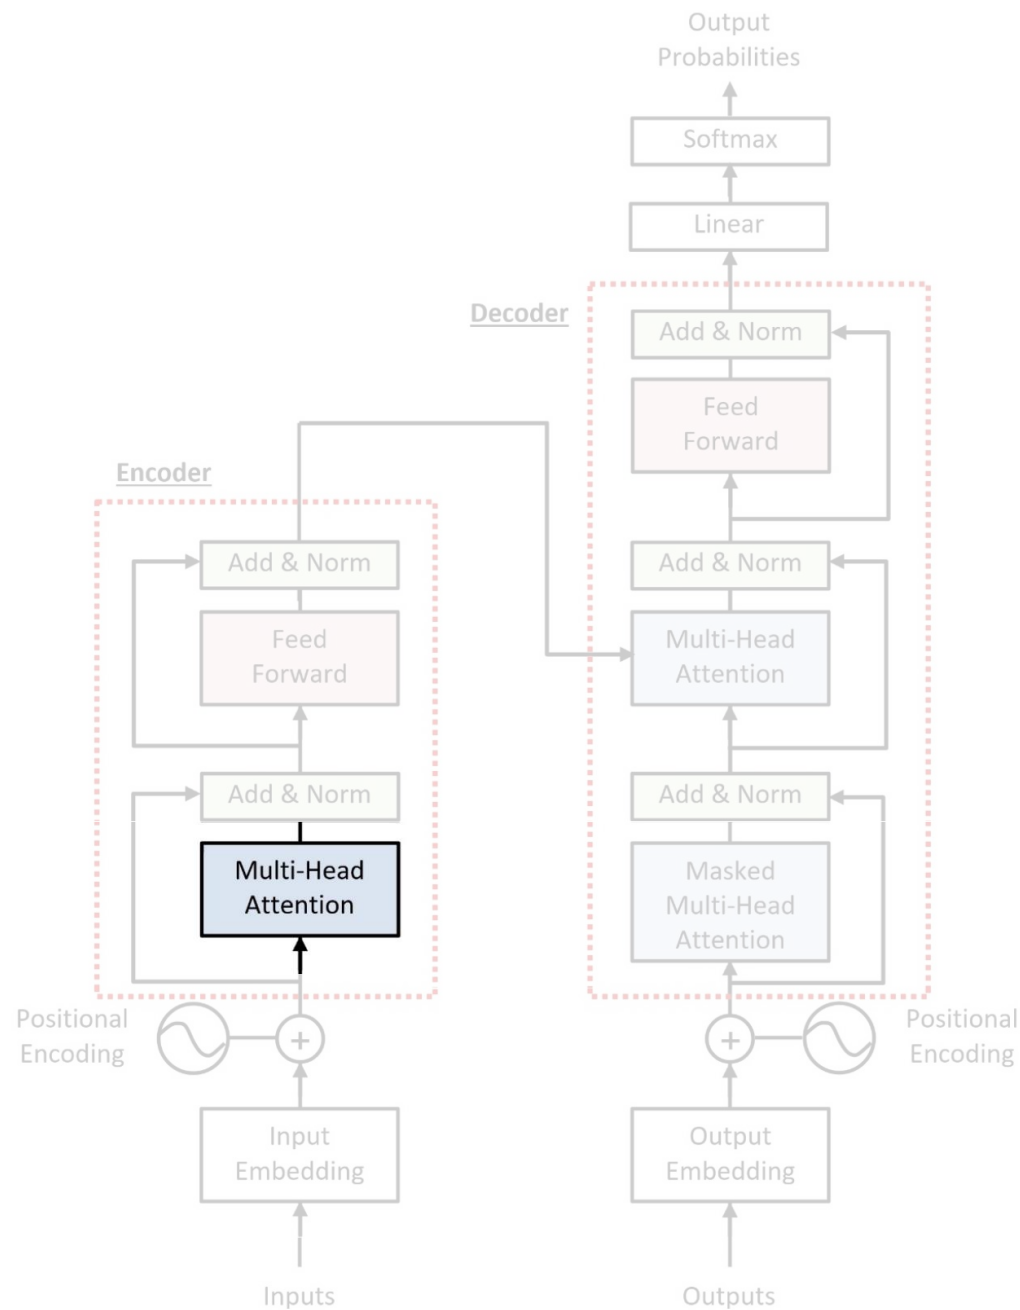 Output
Probabilities
Softmax
Linear
Decoder
Add & Norm
Feed
Forward
Add & Norm
Multi-Head
Attention
Add & Norm
Masked
Multi-Head
Attention
Positional
Encoding
+
Output
Embedding
Outputs
Encoder
Add & Norm
Feed
Forward
Add & Norm
Multi-Head
Attention
Positional
Encoding
+
Input
Embedding
Inputs